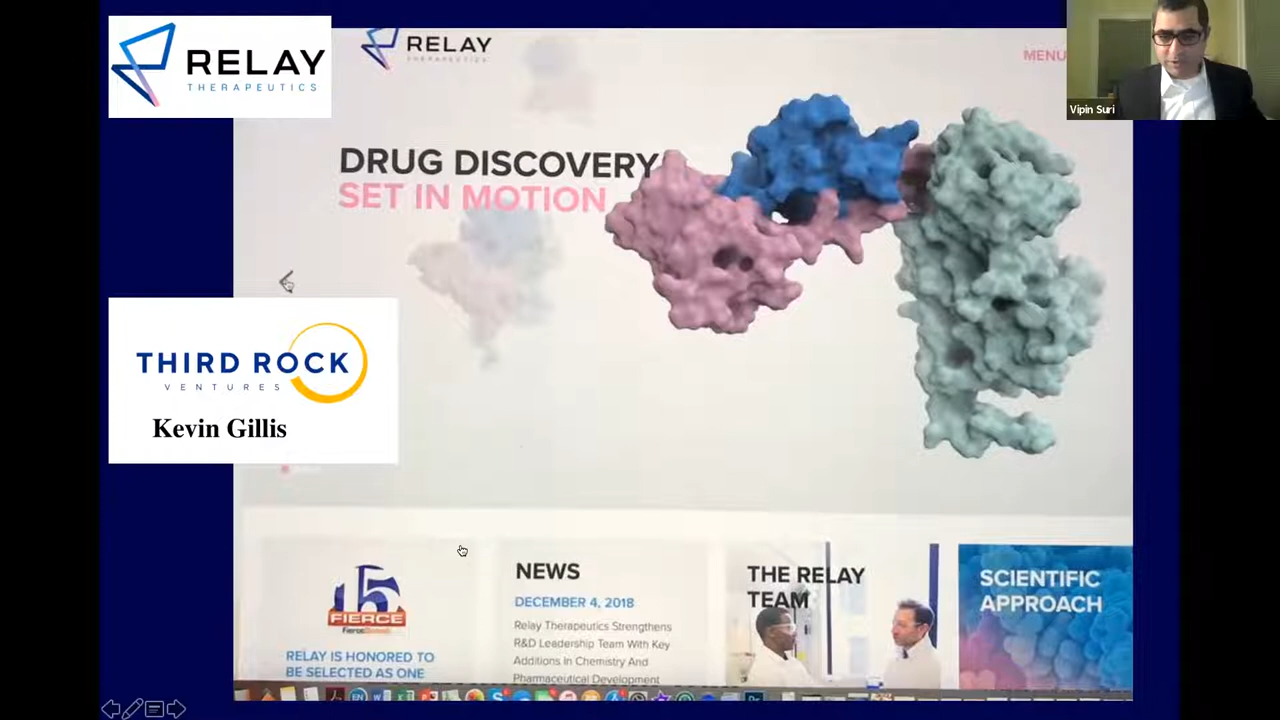 RELAY
THERAPEUTICS
RELAY
THERAPEUTICS
MENU
Vipin Suri
DRUG DISCOVERY
SET IN MOTION
THIRD ROCK
VENTURES
Kevin Gillis
15
FIERCE
RELAY IS HONORED TO
BE SELECTED AS ONE
NEWS
DECEMBER 4, 2018
Relay Therapeutics Strengthens
R&D Leadership Team With Key
Additions In Chemistry And
Pharmaceutical Development
THE RELAY
TEAM
SCIENTIFIC
APPROACH